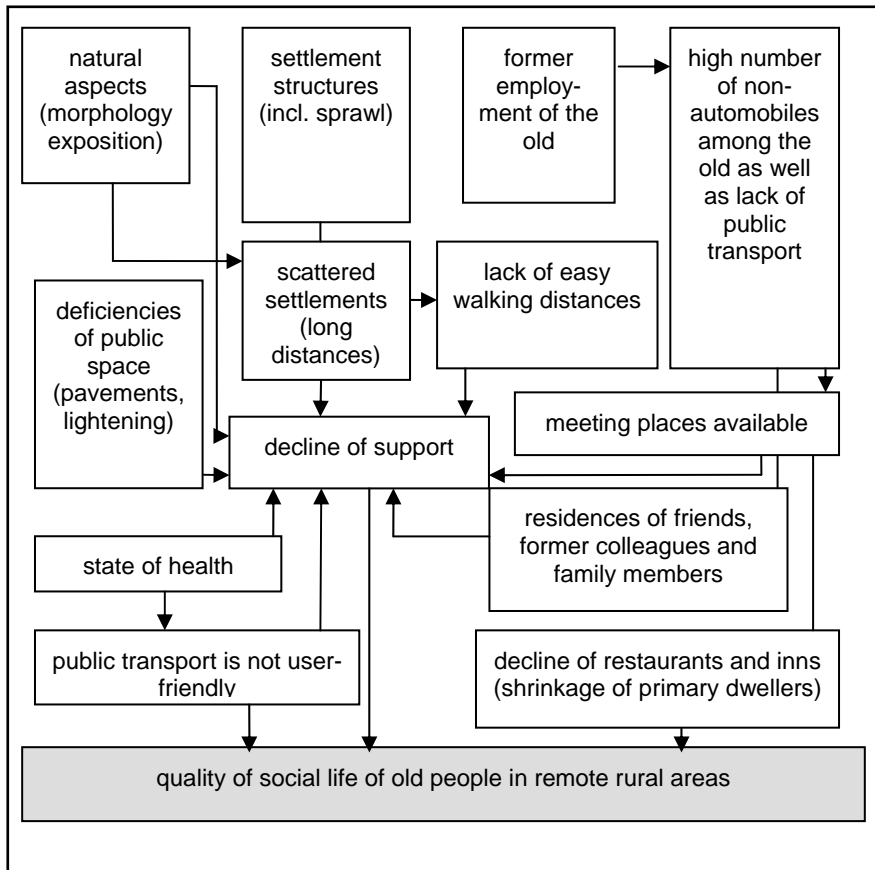 natural
aspects
(morphology
exposition)
settlement
structures
(incl. sprawl)
former
employ-
ment of the
old
high number
of non-
automobiles
among the
old as well
as lack of
public
transport
scattered
settlements
(long
distances)
lack of easy
walking distances
deficiencies
of public
space
(pavements,
lightening)
meeting places available
decline of support
residences of friends,
former colleagues and
family members
state of health
public transport is not user-
friendly
decline of restaurants and inns
(shrinkage of primary dwellers)
quality of social life of old people in remote rural areas